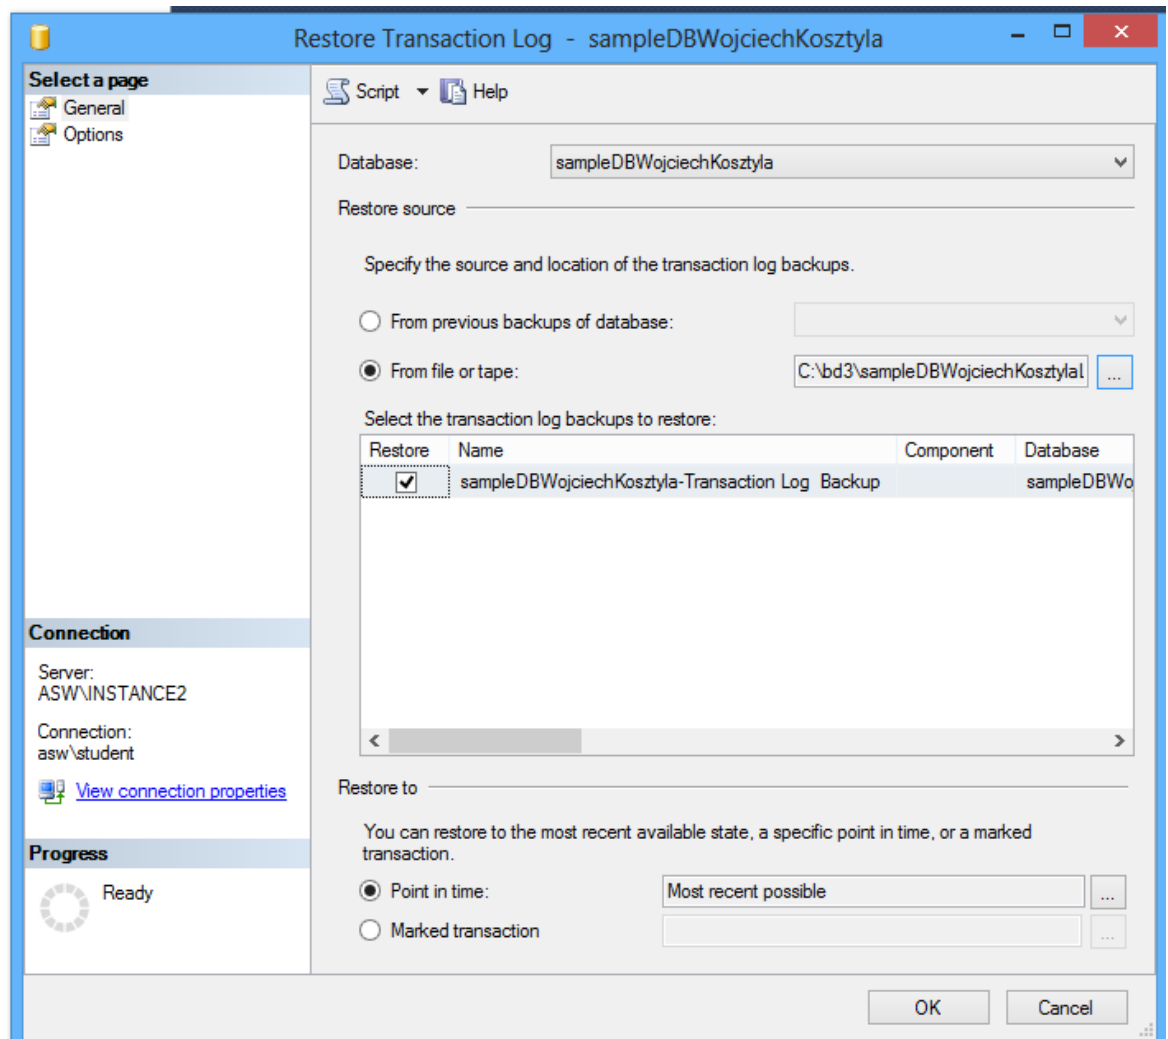 Restore Transaction Log - sampleDBWojciechKosztyla
Select a page
General
Options
Script
Help
Database:
sampleDBWojciechKosztyla
Restore source
Specify the source and location of the transaction log backups.
From previous backups of database:
From file or tape:
C:\bd3\sampleDBWojciechKosztylaL
...
Select the transaction log backups to restore:
Restore Name Component Database
sampleDBWojciechKosztyla-Transaction Log Backup sampleDBWoj
Connection
Server:
ASW\INSTANCE2
Connection:
asw\student
View connection properties
Progress
Ready
Restore to
You can restore to the most recent available state, a specific point in time, or a marked
transaction.
Point in time:
Most recent possible
...
Marked transaction
...
OK
Cancel